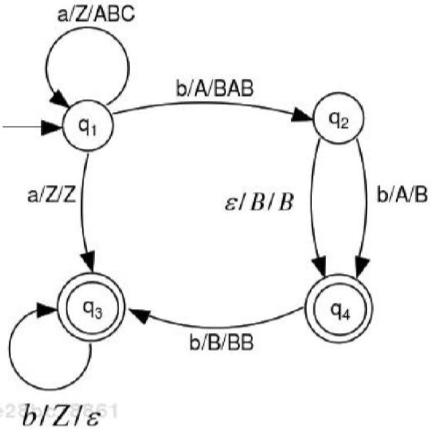 a/Z/ABC
b/A/BAB
q₁
q₂
a/Z/Z
ε/B/B
b/A/B
q₃
q₄
b/B/BB
b/Z/ε